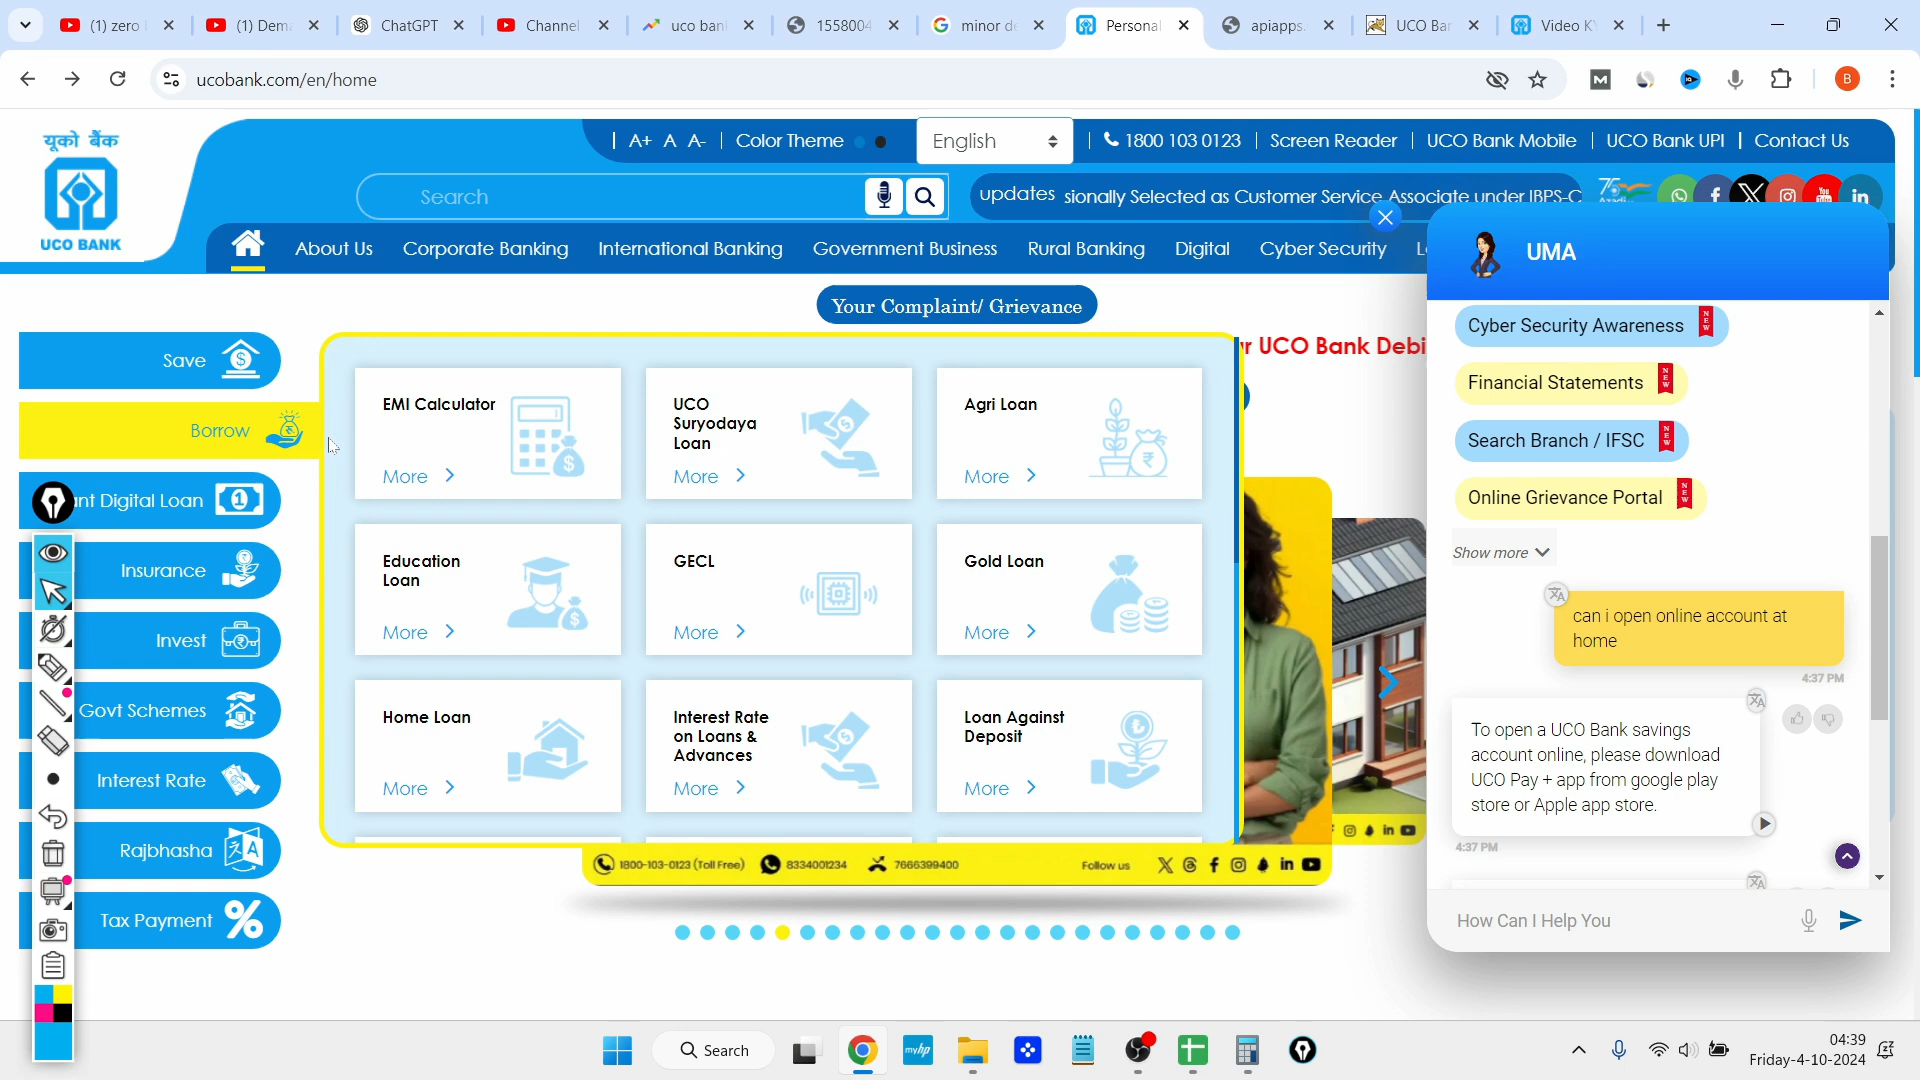 (1) zero
(1) Dem
ChatGPT
Channel
uco ban
1558004
minor d
Personal
apiapps.
UCO Bar
Video K
ucobank.com/en/home
B
यूको बैंक
UCO BANK
A+ A A-
Color Theme
English
1800 103 0123
Screen Reader
UCO Bank Mobile
UCO Bank UPI
Contact Us
Search
updates
sionally Selected as Customer Service Associate under IBPS-C
About Us
Corporate Banking
International Banking
Government Business
Rural Banking
Digital
Cyber Security
Your Complaint/ Grievance
r UCO Bank Debi
Save
Borrow
ant Digital Loan
Insurance
Invest
Govt Schemes
Interest Rate
Rajbhasha
Tax Payment
EMI Calculator
More
UCO
Suryodaya
Loan
More
Agri Loan
More
Education
Loan
More
GECL
More
Gold Loan
More
Home Loan
More
Interest Rate
on Loans &
Advances
More
Loan Against
Deposit
More
1800-103-0123 (Toll Free)
8334001234
7666399400
Follow us
UMA
Cyber Security Awareness
NEW
Financial Statements
NEW
Search Branch / IFSC
NEW
Online Grievance Portal
NEW
Show more
can i open online account at
home
4:37 PM
To open a UCO Bank savings
account online, please download
UCO Pay + app from google play
store or Apple app store.
4:37 PM
How Can I Help You
Search
myhp
04:39
Friday-4-10-2024